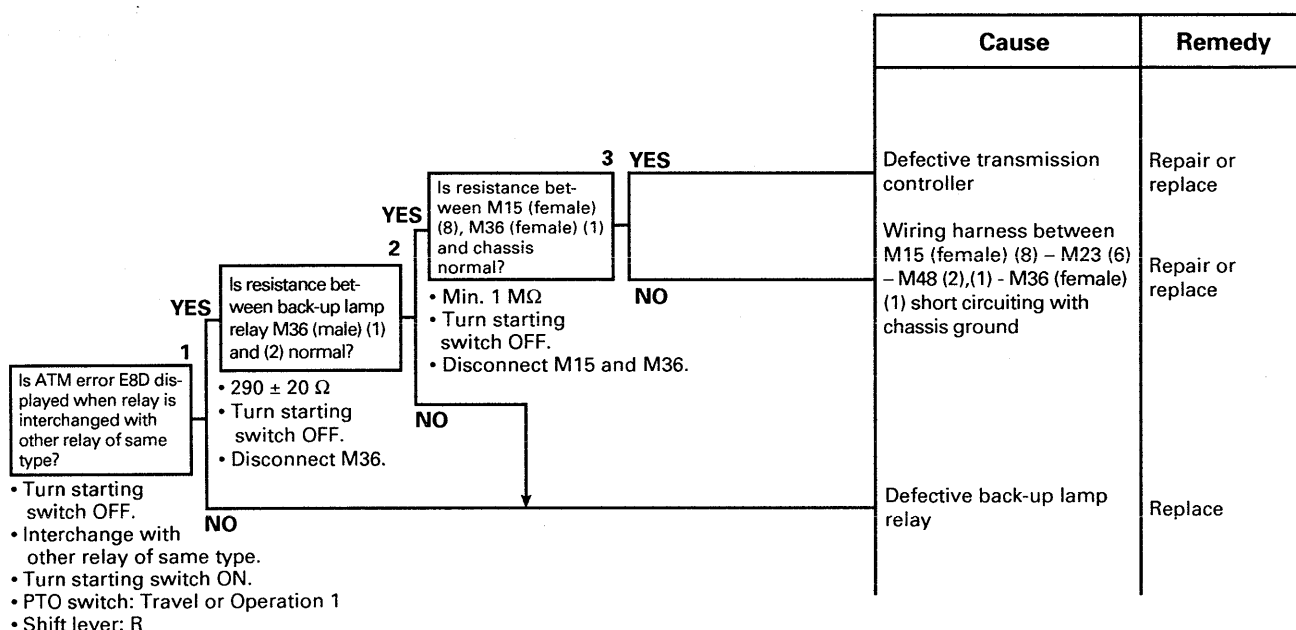 Cause
Remedy
1
Is ATM error E8D dis-
played when relay is
interchanged with
other relay of same
type?
• Turn starting
switch OFF.
• Interchange with
other relay of same type.
• Turn starting switch ON.
• PTO switch: Travel or Operation 1
• Shift lever: R
YES
NO
2
Is resistance bet-
ween back-up lamp
relay M36 (male) (1)
and (2) normal?
• 290 ± 20 Ω
• Turn starting
switch OFF.
• Disconnect M36.
YES
NO
3
Is resistance bet-
ween M15 (female)
(8), M36 (female) (1)
and chassis
normal?
• Min. 1 MΩ
• Turn starting
switch OFF.
• Disconnect M15 and M36.
YES
NO
Defective transmission
controller
Repair or
replace
Wiring harness between
M15 (female) (8) – M23 (6)
– M48 (2),(1) - M36 (female)
(1) short circuiting with
chassis ground
Repair or
replace
Defective back-up lamp
relay
Replace